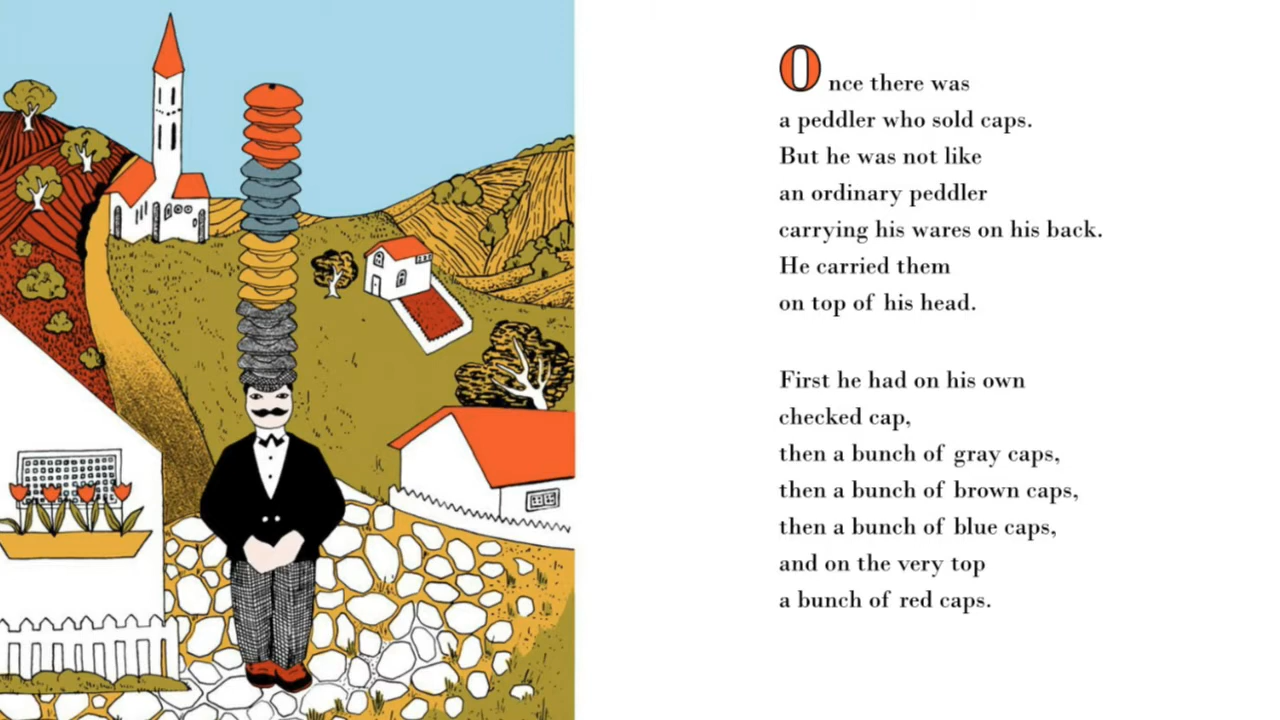 Once there was
a peddler who sold caps.
But he was not like
an ordinary peddler
carrying his wares on his back.
He carried them
on top of his head.
First he had on his own
checked cap,
then a bunch of gray caps,
then a bunch of brown caps,
then a bunch of blue caps,
and on the very top
a bunch of red caps.